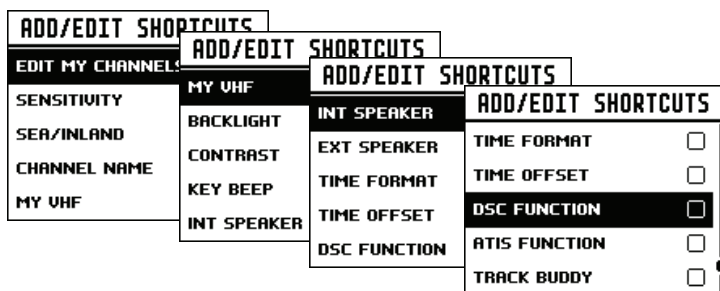 ADD/EDIT SHORTCUTS
EDIT MY CHANNELS
SENSITIVITY
SEA/INLAND
CHANNEL NAME
MY VHF
ADD/EDIT SHORTCUTS
MY VHF
BACKLIGHT
CONTRAST
KEY BEEP
INT SPEAKER
ADD/EDIT SHORTCUTS
INT SPEAKER
EXT SPEAKER
TIME FORMAT
TIME OFFSET
DSC FUNCTION
ADD/EDIT SHORTCUTS
TIME FORMAT
TIME OFFSET
DSC FUNCTION
ATIS FUNCTION
TRACK BUDDY